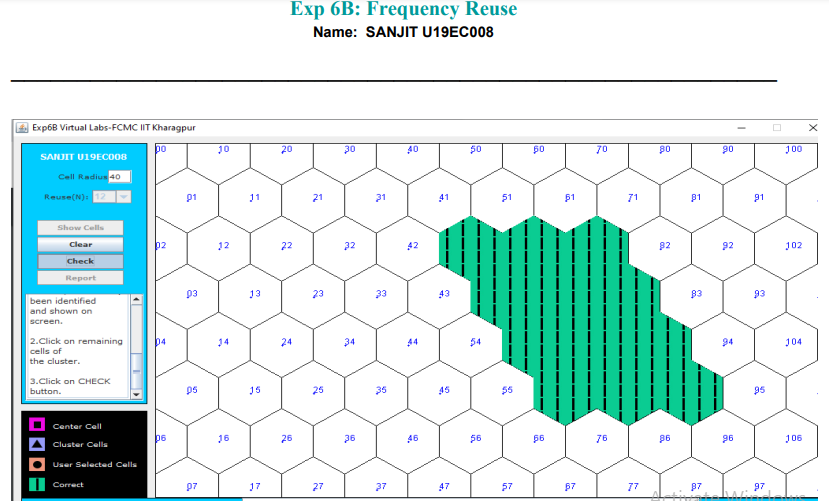 Exp 6B: Frequency Reuse
Name: SANJIT U19EC008
Exp6B Virtual Labs-FCMC IIT Kharagpur
SANJIT U19EC008
Cell Radius 40
Reuse(N): 12
Show Cells
Clear
Check
Report
been identified
and shown on
screen.
2.Click on remaining
cells of
the cluster.
3.Click on CHECK
button.
Center Cell
Cluster Cells
User Selected Cells
Correct
00 10 20 30 40 50 60 70 80 90 100
01 11 21 31 41 51 61 71 81 91
02 12 22 32 42 82 92 102
03 13 23 33 43 83 93
04 14 24 34 44 54 94 104
05 15 25 35 45 55 95
06 16 26 36 46 56 66 76 86 96 106
07 17 27 37 47 57 67 77 87 97
Activate Windows